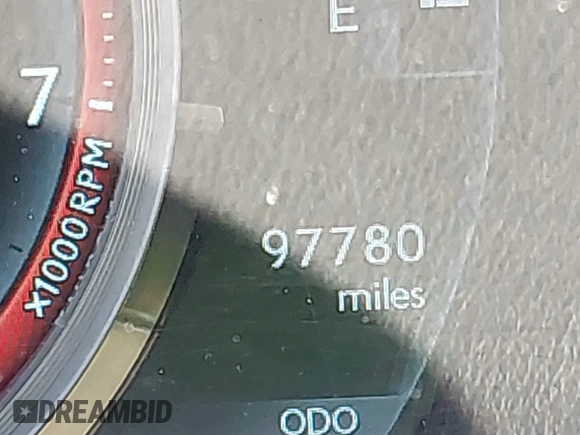 E
7
x1000RPM
97780
miles
ODO
DREAMBID